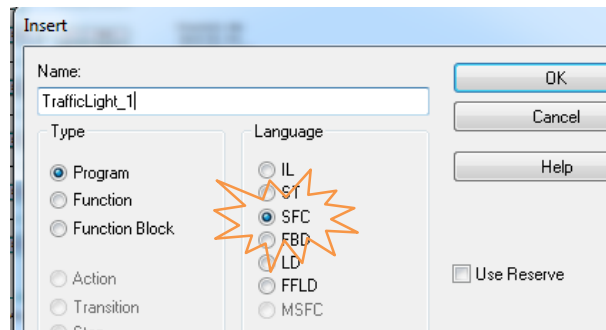 Insert
Name:
TrafficLight_1
OK
Cancel
Help
Type
Program
Function
Function Block
Action
Transition
Language
IL
ST
SFC
FBD
LD
FFLD
MSFC
Use Reserve